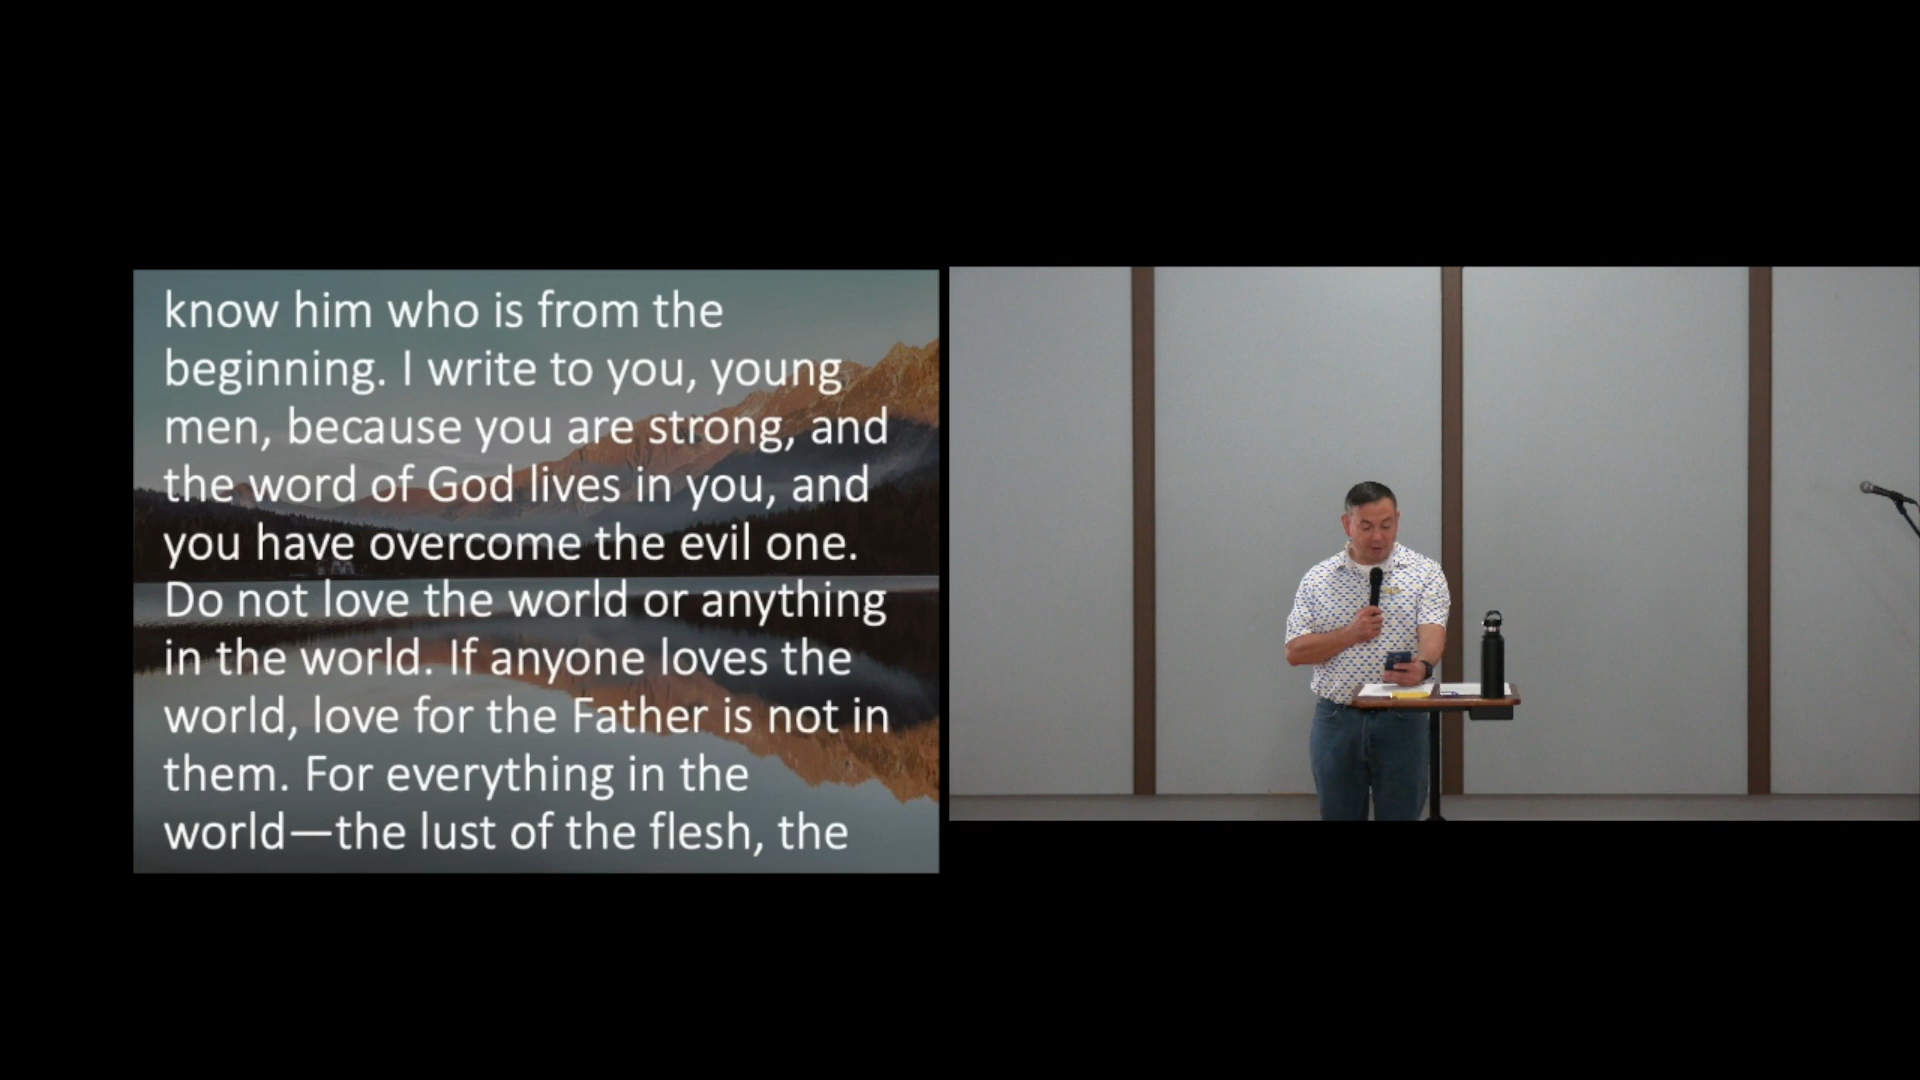 know him who is from the
beginning. I write to you, young
men, because you are strong, and
the word of God lives in you, and
you have overcome the evil one.
Do not love the world or anything
in the world. If anyone loves the
world, love for the Father is not in
them. For everything in the
world—the lust of the flesh, the